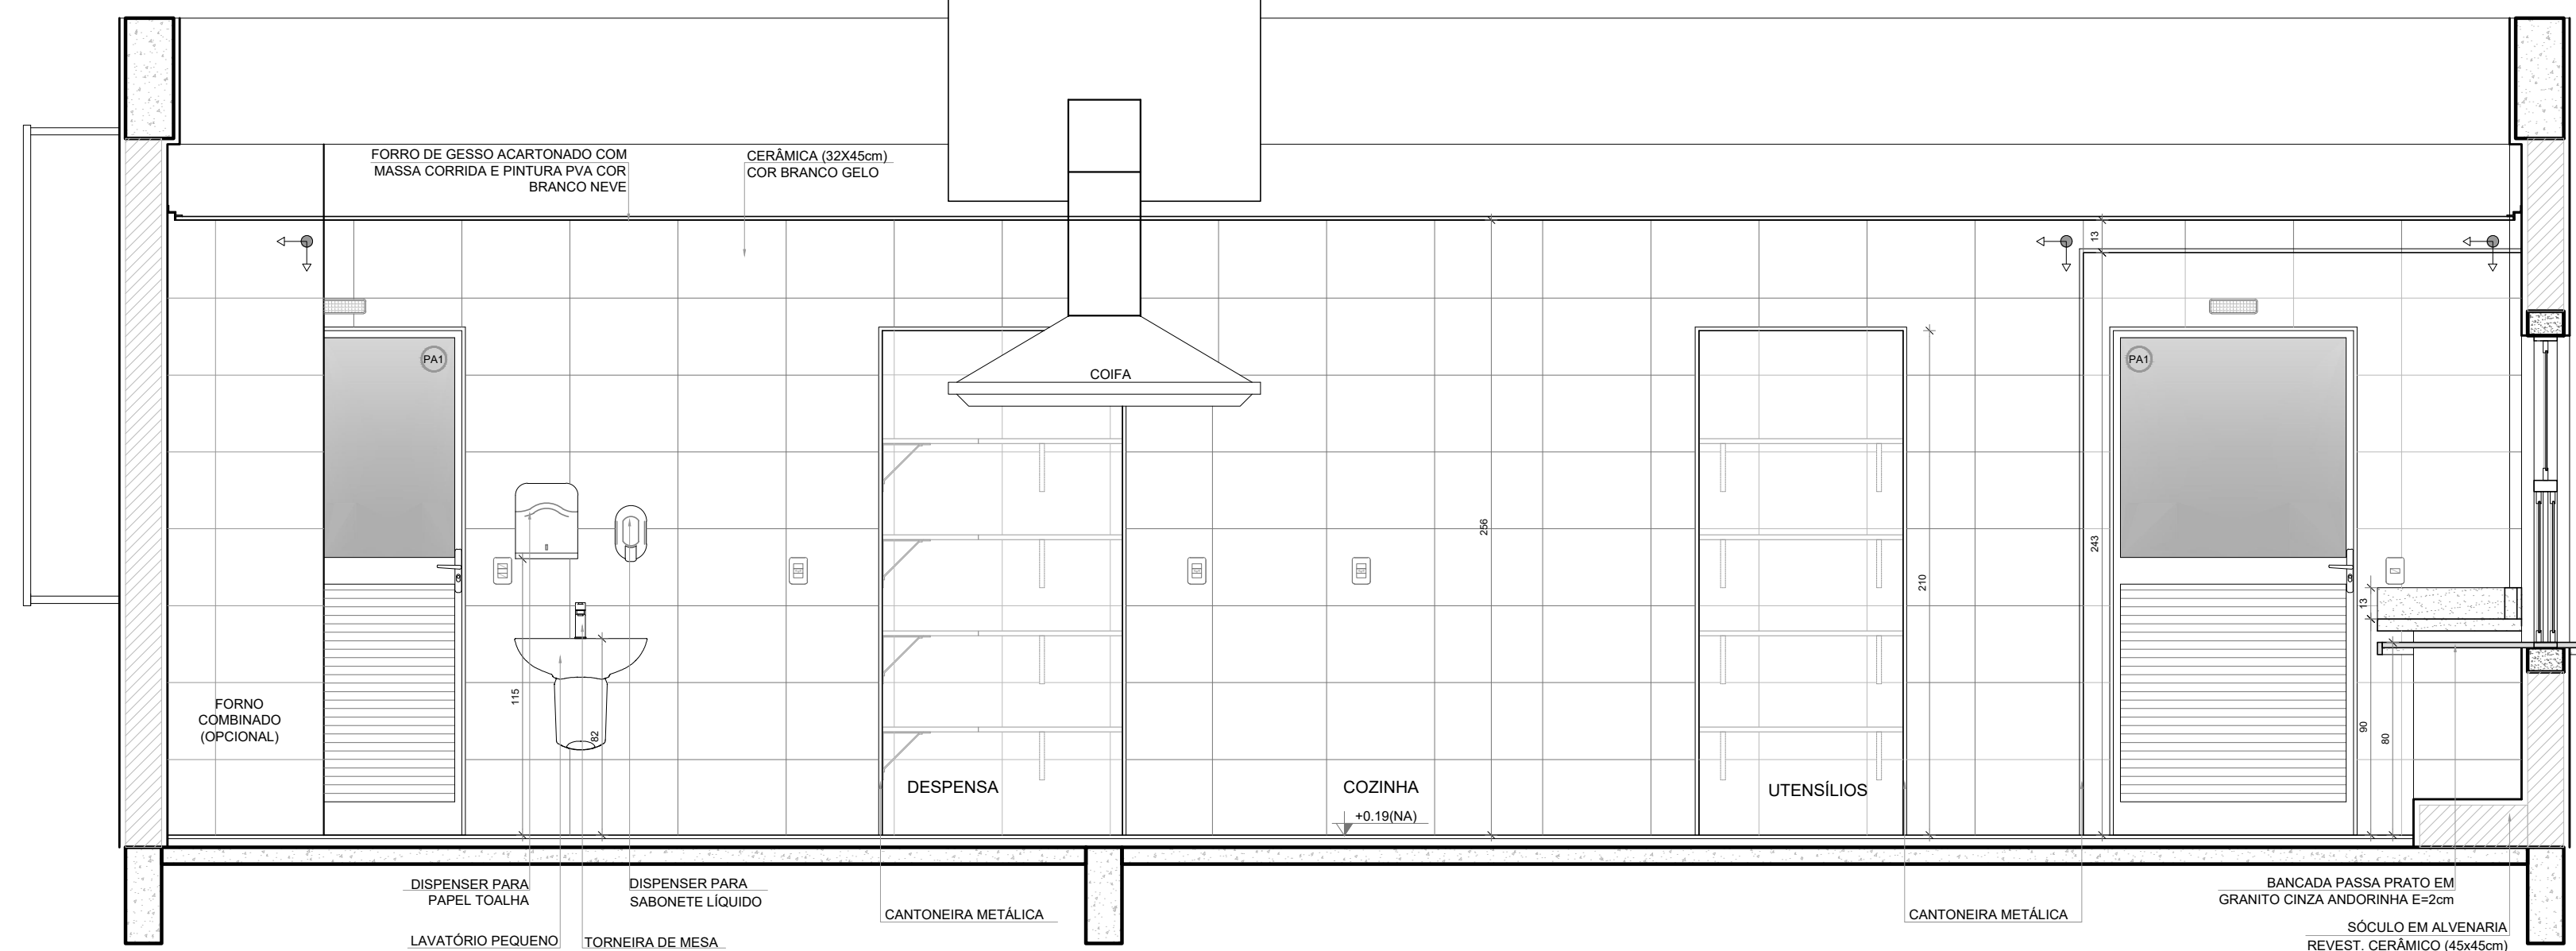 FORRO DE GESSO ACARTONADO COM
MASSA CORRIDA E PINTURA PVA COR
BRANCO NEVE
CERÂMICA (32X45cm)
COR BRANCO GELO
13
PA1
PA1
COIFA
256
243
210
13
115
82
90
80
FORNO
COMBINADO
(OPCIONAL)
DESPENSA
COZINHA
UTENSÍLIOS
+0.19(NA)
DISPENSER PARA
PAPEL TOALHA
DISPENSER PARA
SABONETE LÍQUIDO
CANTONEIRA METÁLICA
CANTONEIRA METÁLICA
BANCADA PASSA PRATO EM
GRANITO CINZA ANDORINHA E=2cm
LAVATÓRIO PEQUENO
TORNEIRA DE MESA
SÓCULO EM ALVENARIA
REVEST. CERÂMICO (45x45cm)